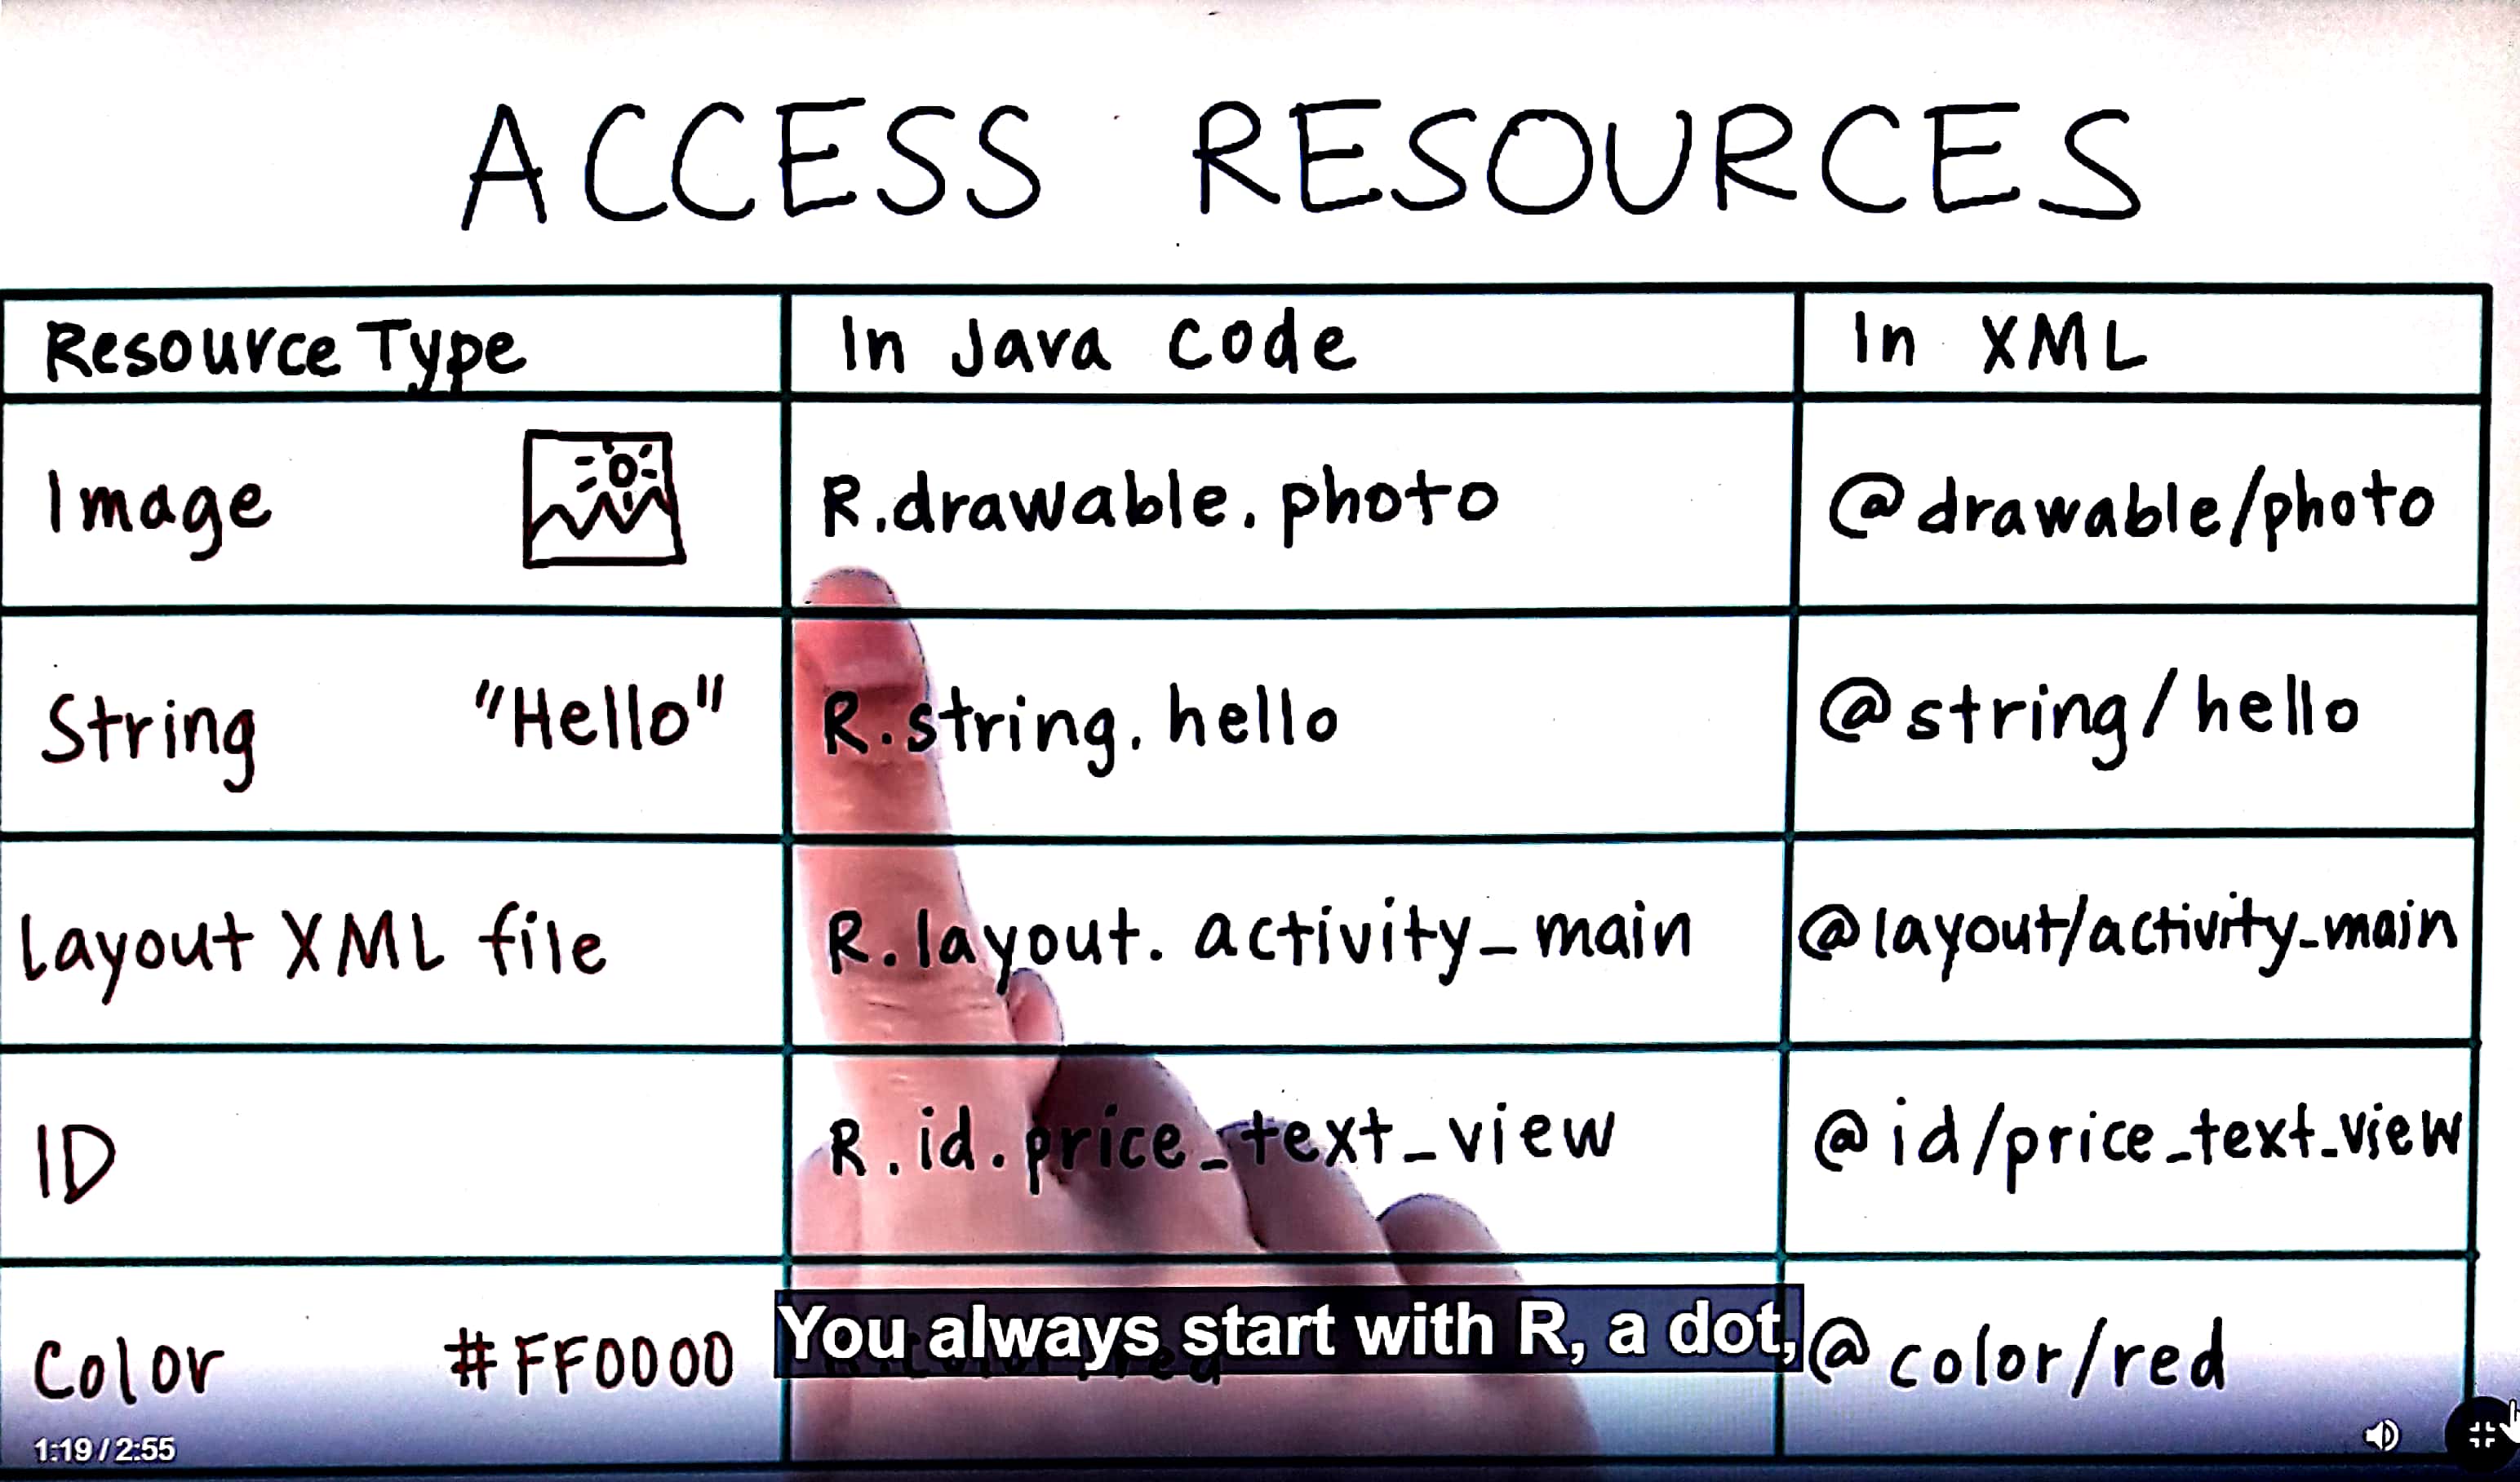 ACCESS RESOURCES
Resource Type In Java code In XML
Image R.drawable.photo @drawable/photo
String "Hello" R.string.hello @string/hello
Layout XML file R.layout.activity_main @layout/activity_main
ID R.id.price_text_view @id/price_text_view
Color #FF0000 @color/red
You always start with R, a dot,
1:19 / 2:55